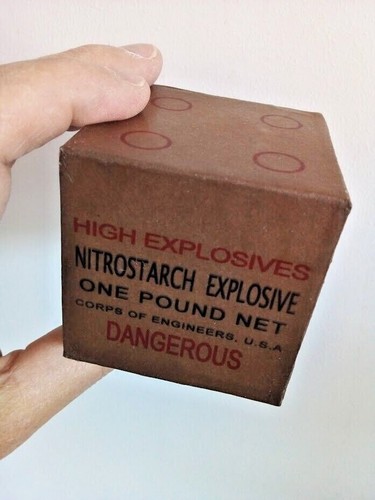 HIGH EXPLOSIVES
NITROSTARCH EXPLOSIVE
ONE POUND NET
CORPS OF ENGINEERS, U.S.A
DANGEROUS